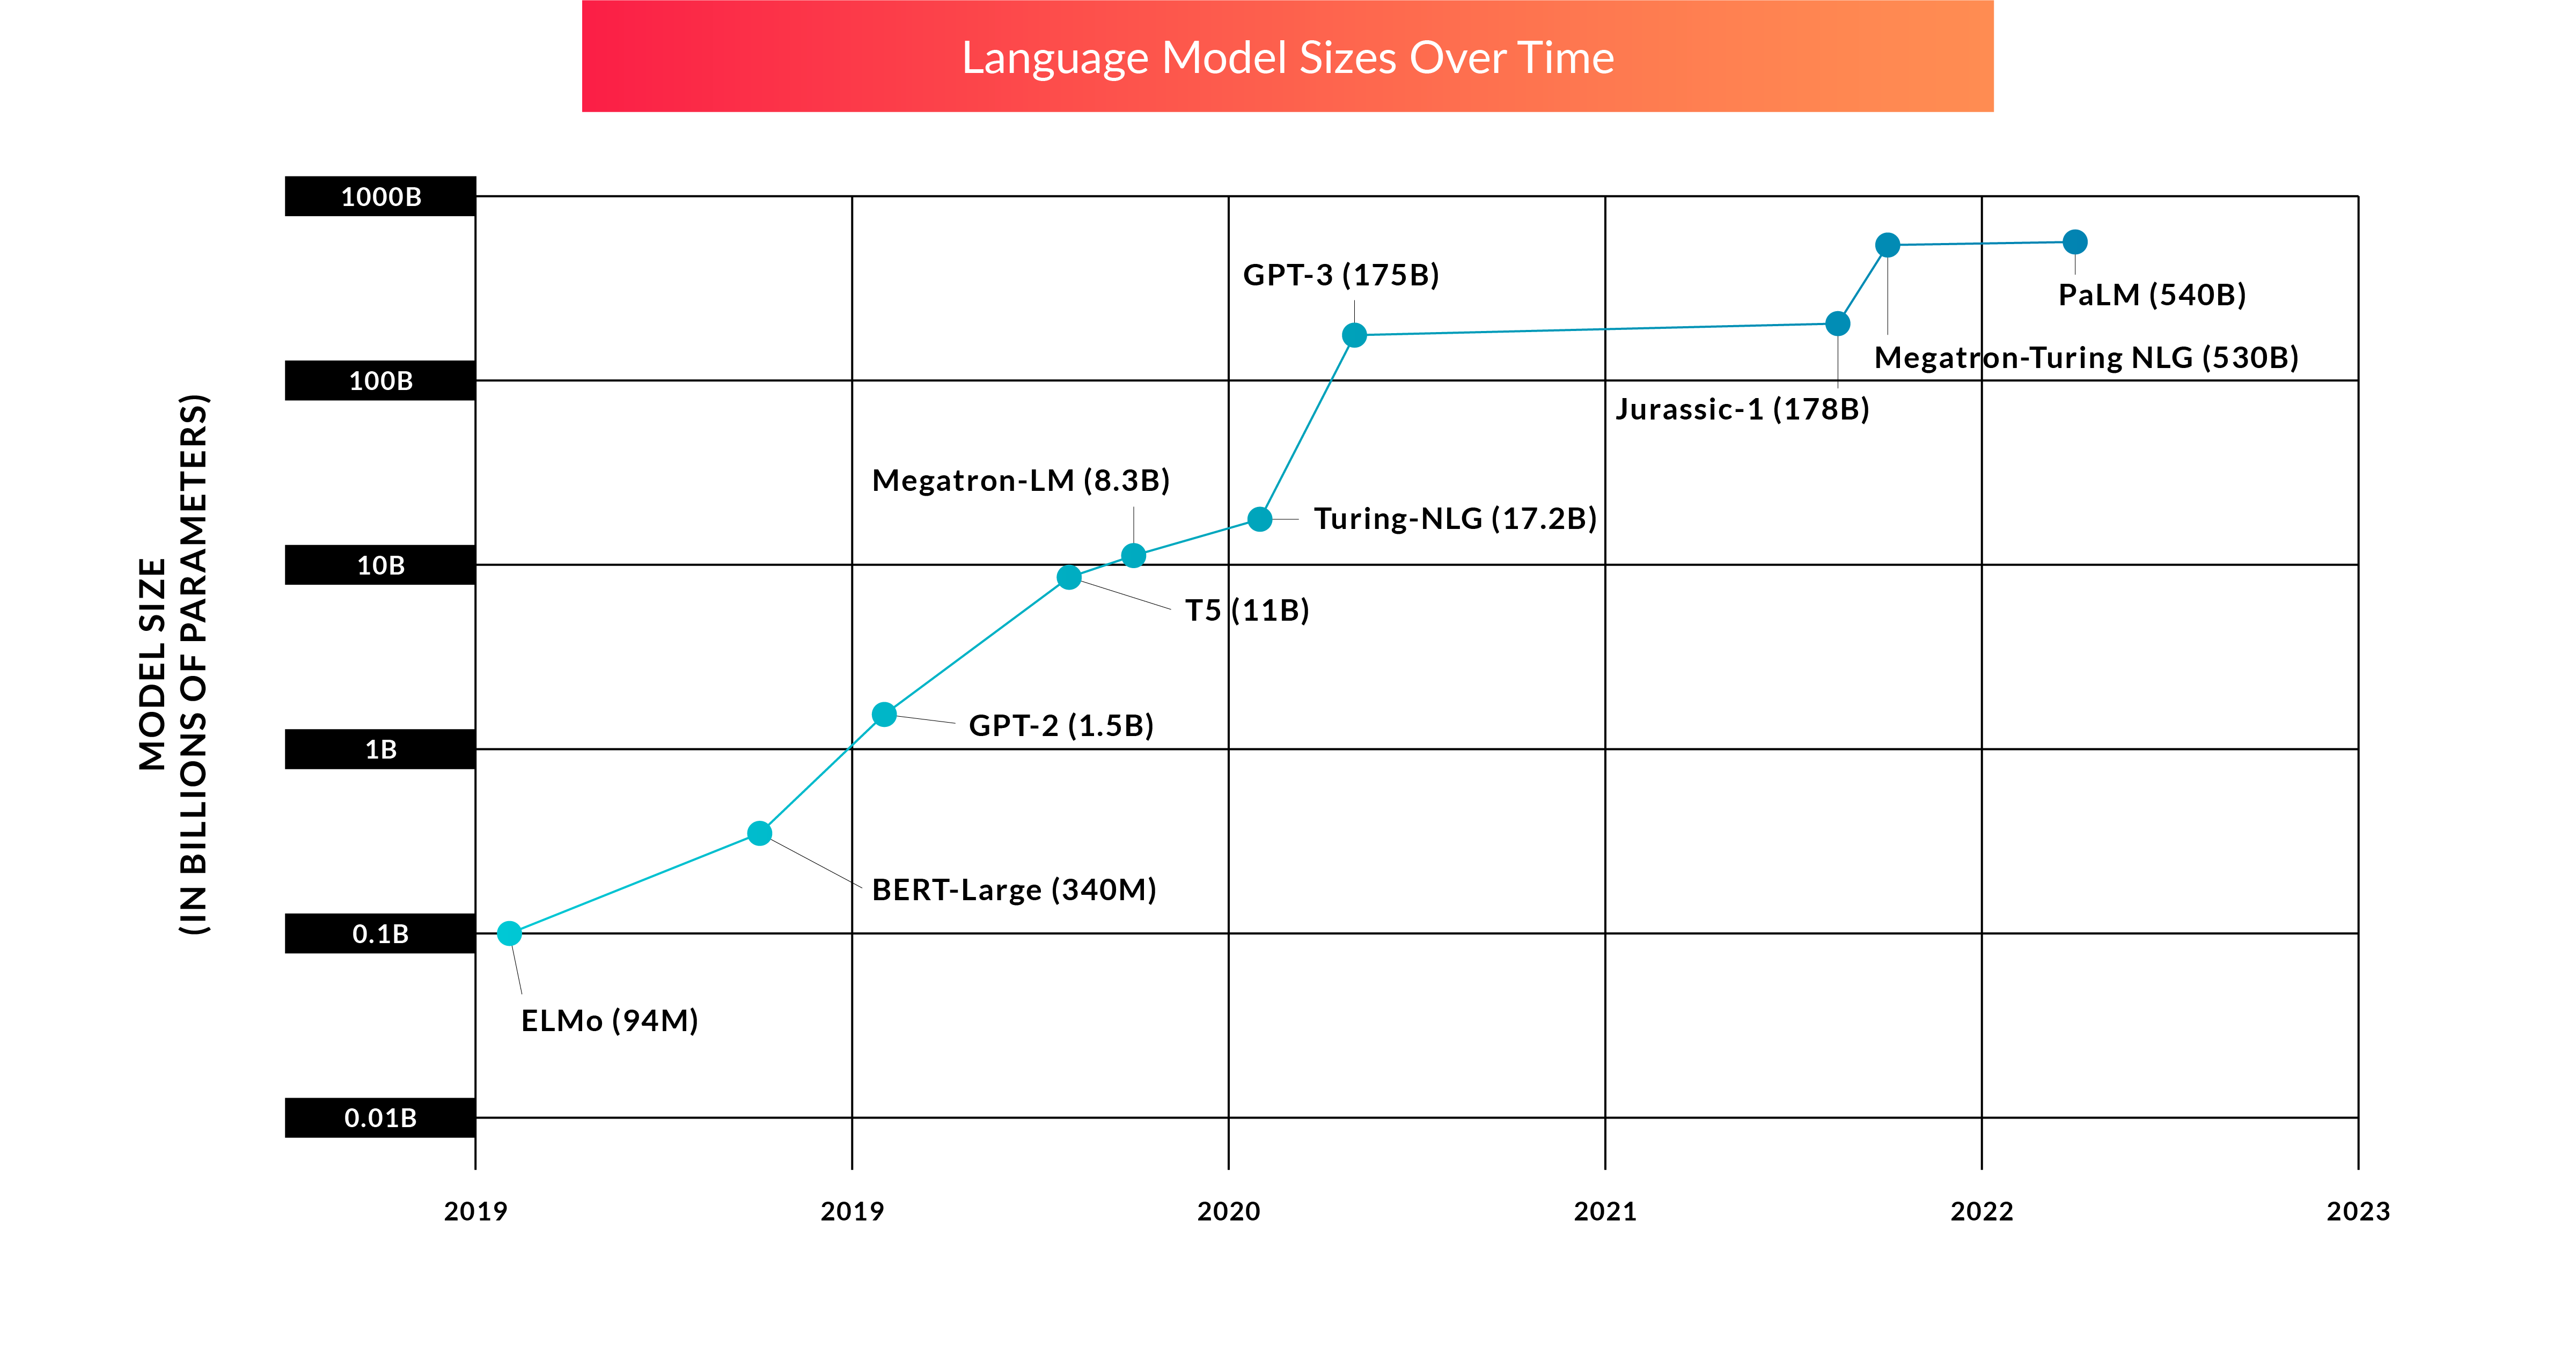 Language Model Sizes Over Time
MODEL SIZE
(IN BILLIONS OF PARAMETERS)
1000B
100B
10B
1B
0.1B
0.01B
GPT-3 (175B)
PaLM (540B)
Megatron-Turing NLG (530B)
Jurassic-1 (178B)
Megatron-LM (8.3B)
Turing-NLG (17.2B)
T5 (11B)
GPT-2 (1.5B)
BERT-Large (340M)
ELMo (94M)
2019
2019
2020
2021
2022
2023